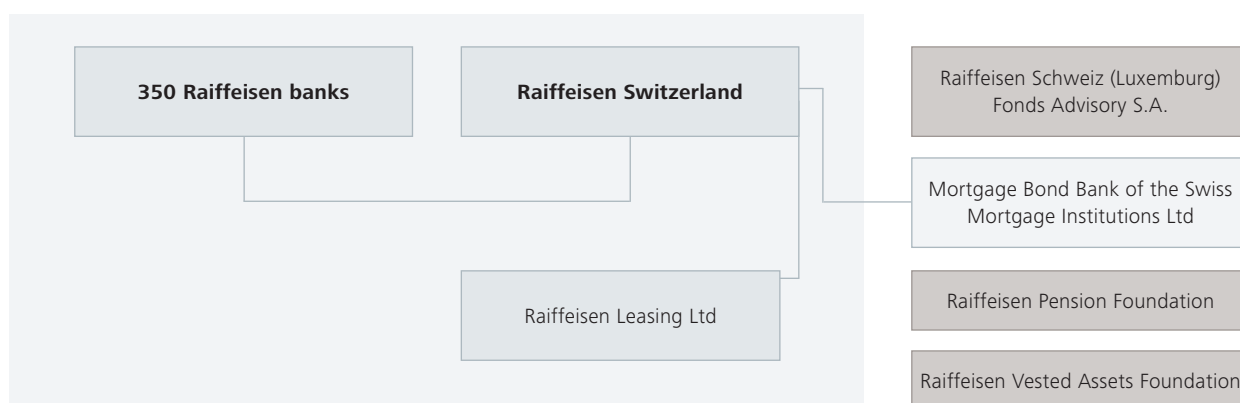 350 Raiffeisen banks
Raiffeisen Switzerland
Raiffeisen Leasing Ltd
Raiffeisen Schweiz (Luxemburg)
Fonds Advisory S.A.
Mortgage Bond Bank of the Swiss
Mortgage Institutions Ltd
Raiffeisen Pension Foundation
Raiffeisen Vested Assets Foundation